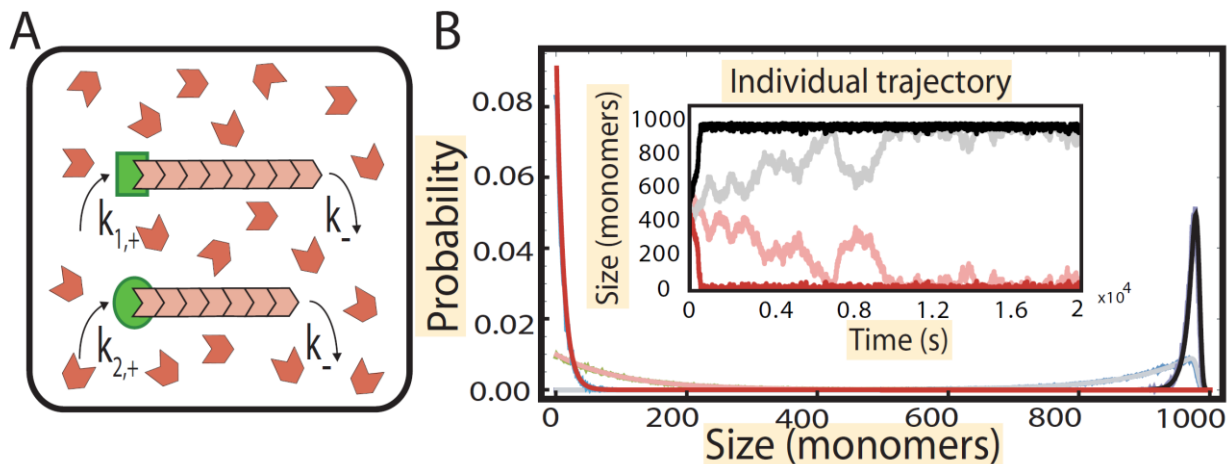 A
k1,+
k-
k2,+
k-
B
Probability
0.08
0.06
0.04
0.02
0.00
0
200
400
600
800
1000
Size (monomers)
Individual trajectory
Size (monomers)
1000
800
600
400
200
0
0
0.4
0.8
1.2
1.6
2
x10^4
Time (s)